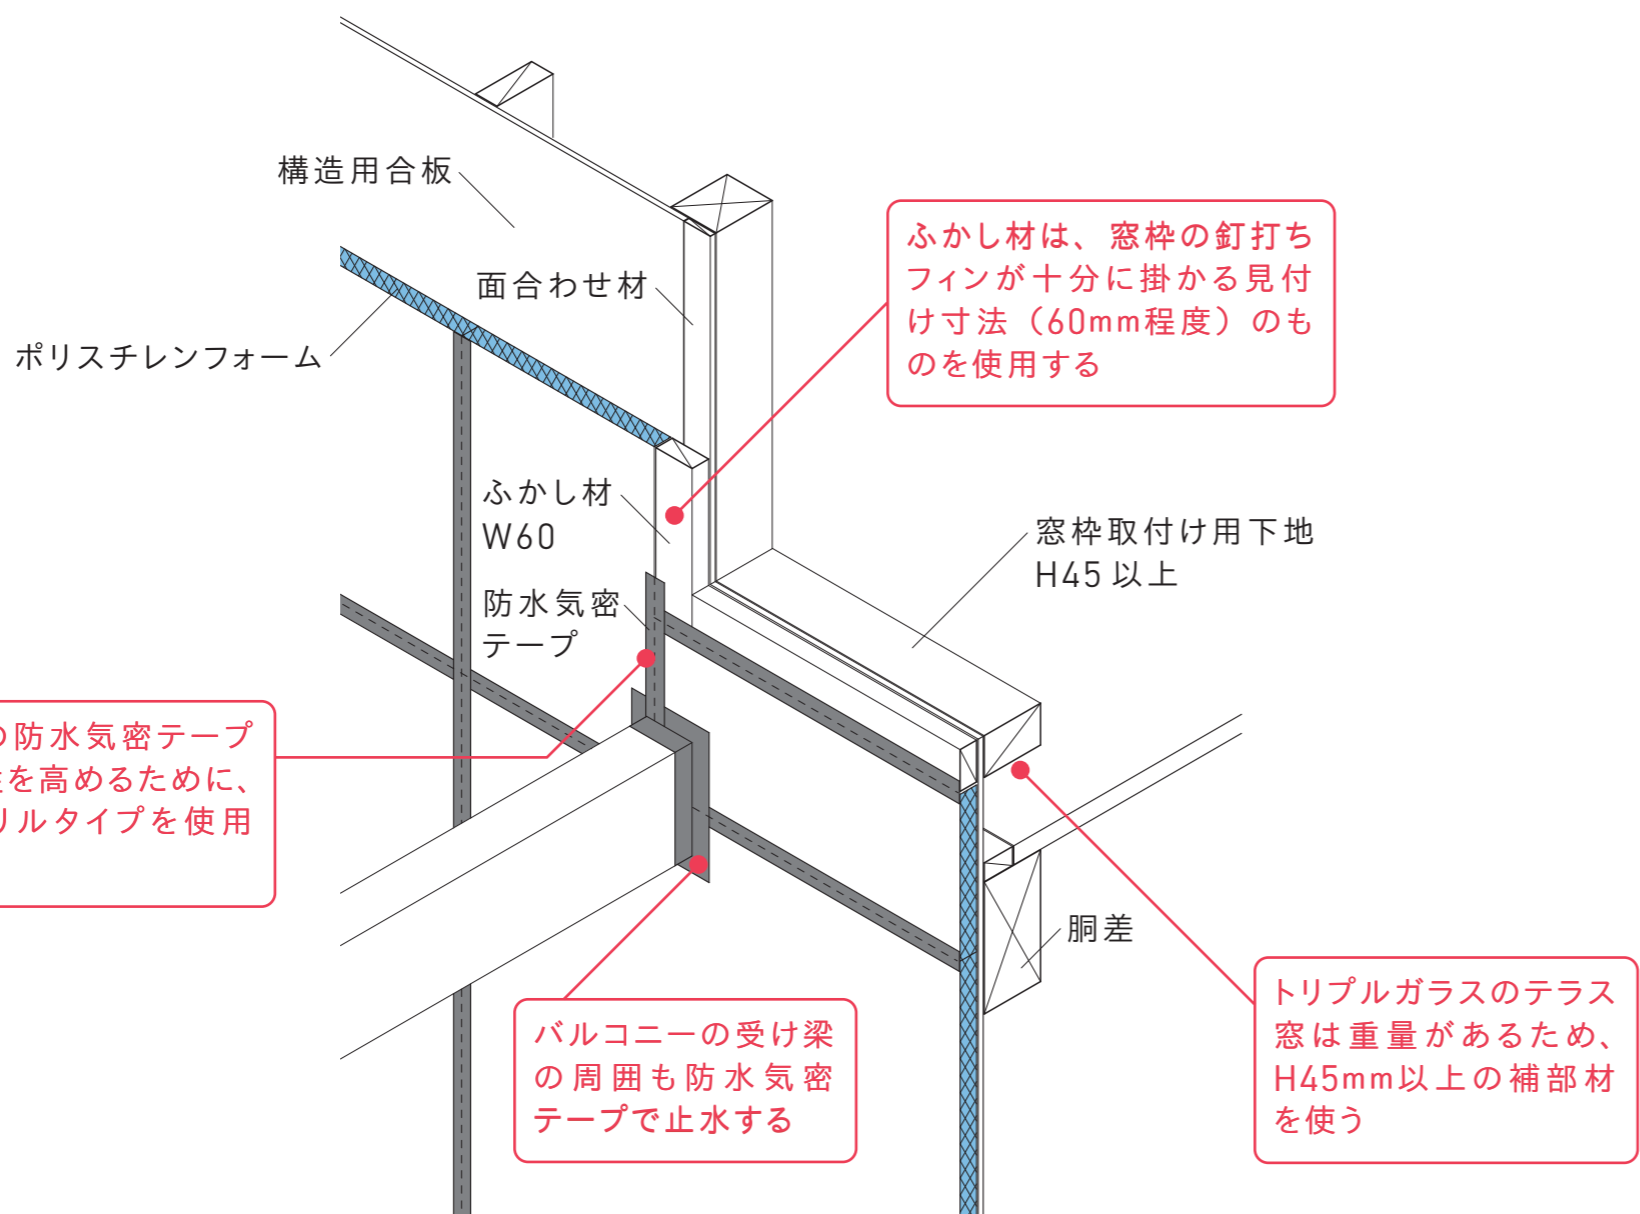 構造用合板
面合わせ材
ポリスチレンフォーム
ふかし材は、窓枠の釘打ち
フィンが十分に掛かる見付
け寸法（60mm程度）のも
のを使用する
ふかし材
W60
窓枠取付け用下地
H45以上
防水気密
テープ
の防水気密テープ
を高めるために、
リルタイプを使用
胴差
バルコニーの受け梁
の周囲も防水気密
テープで止水する
トリプルガラスのテラス
窓は重量があるため、
H45mm以上の補部材
を使う